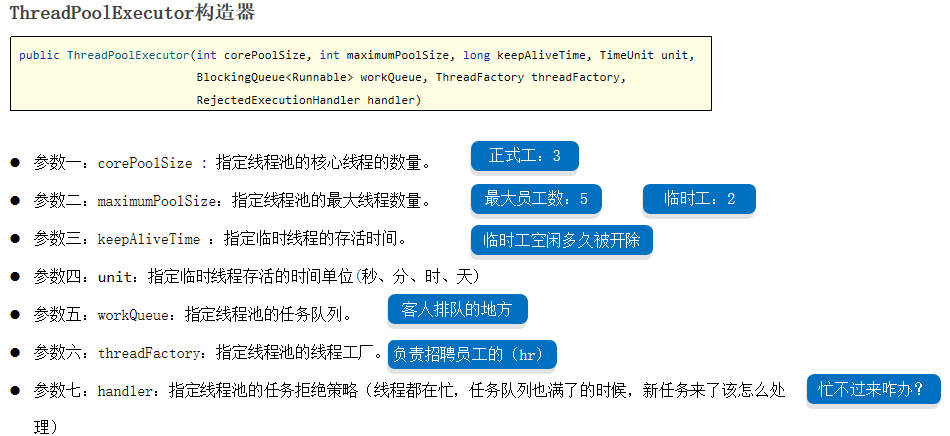 ThreadPoolExecutor构造器
public ThreadPoolExecutor(int corePoolSize, int maximumPoolSize, long keepAliveTime, TimeUnit unit,
BlockingQueue<Runnable> workQueue, ThreadFactory threadFactory,
RejectedExecutionHandler handler)
● 参数一：corePoolSize : 指定线程池的核心线程的数量。 正式工：3
● 参数二：maximumPoolSize：指定线程池的最大线程数量。 最大员工数：5 临时工：2
● 参数三：keepAliveTime ：指定临时线程的存活时间。 临时工空闲多久被开除
● 参数四：unit：指定临时线程存活的时间单位(秒、分、时、天）
● 参数五：workQueue：指定线程池的任务队列。 客人排队的地方
● 参数六：threadFactory：指定线程池的线程工厂。 负责招聘员工的（hr）
● 参数七：handler：指定线程池的任务拒绝策略（线程都在忙，任务队列也满了的时候，新任务来了该怎么处 忙不过来咋办？
理）